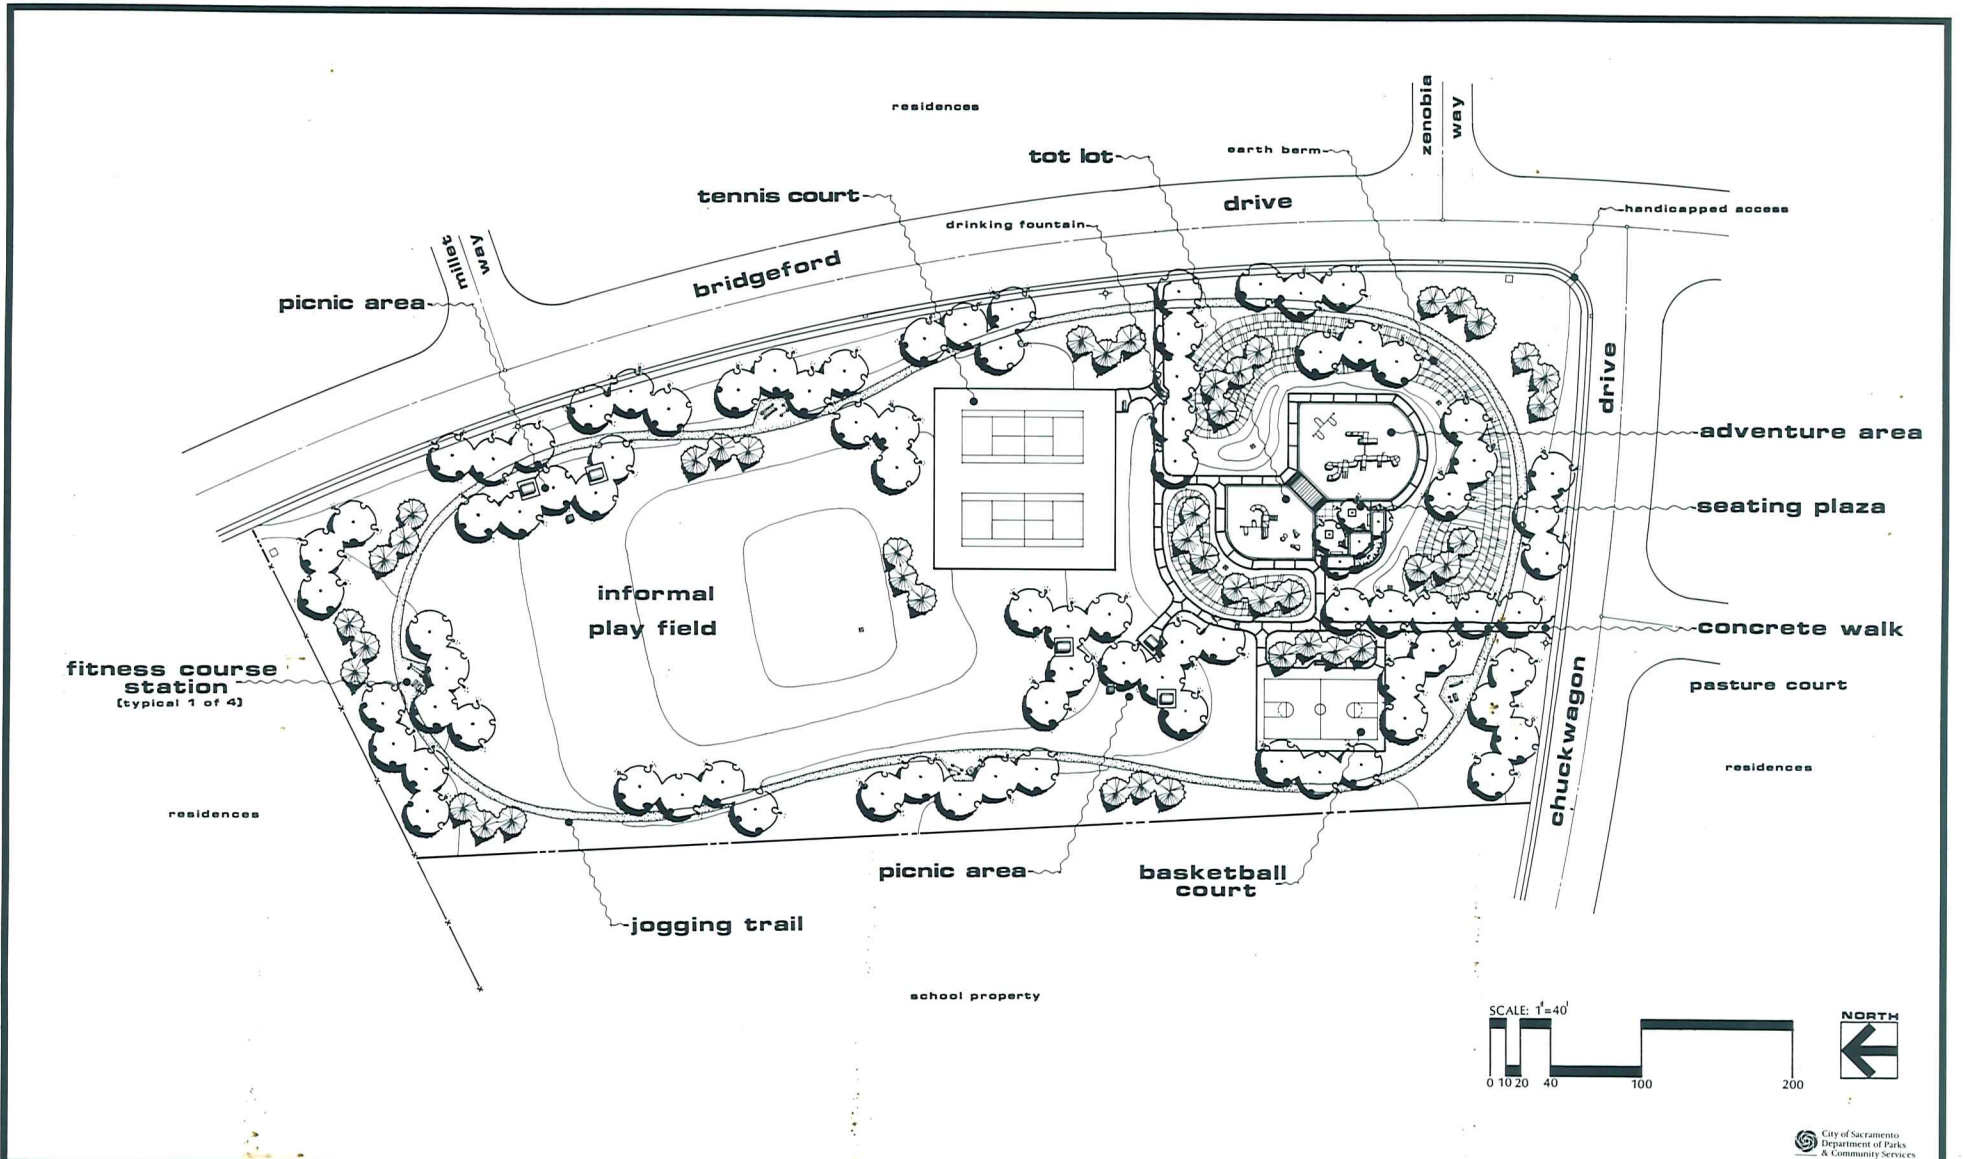 residences
zenobia
way
tot lot
earth berm
tennis court
drive
handicapped access
drinking fountain
millet
way
bridgeford
picnic area
drive
adventure area
seating plaza
informal
play field
concrete walk
fitness course
station
(typical 1 of 4)
pasture court
chuckwagon
residences
residences
picnic area
basketball
court
jogging trail
school property
SCALE: 1"=40'
0 10 20 40 100 200
NORTH
City of Sacramento
Department of Parks
& Community Services